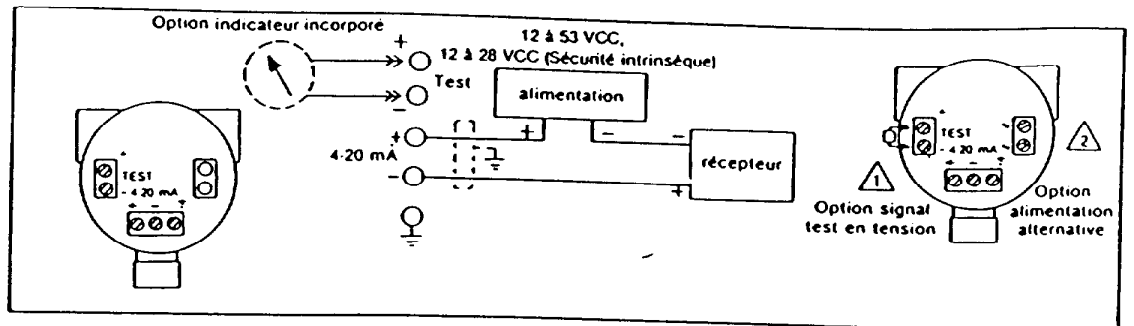 Option indicateur incorporé
12 à 53 VCC,
12 à 28 VCC (Sécurité intrinsèque)
+
Test
−
alimentation
+ −
+
4-20 mA
−
−
récepteur
+
+
TEST
- 4 20 mA
+ −
TEST
- 4 20 mA
+ − +
~
~
1
Option signal
test en tension
2
Option
alimentation
alternative